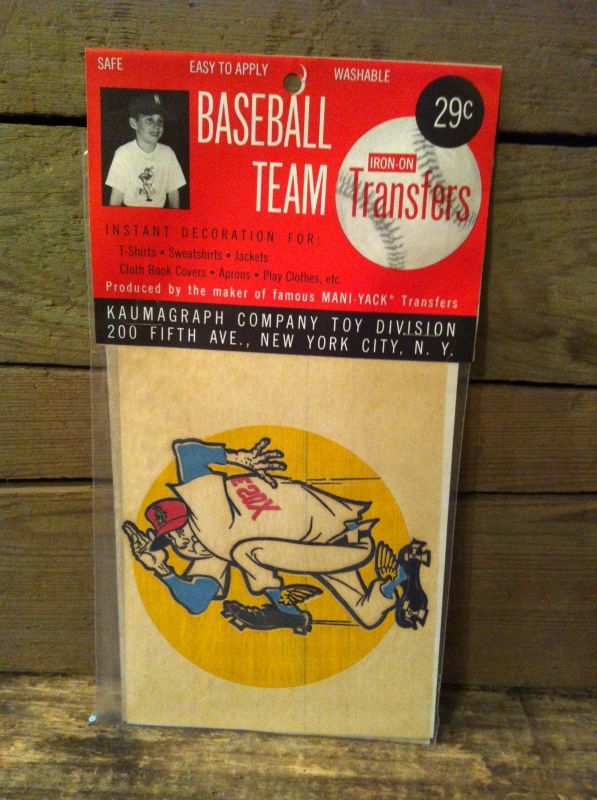 SAFE
EASY TO APPLY
WASHABLE
29¢
BASEBALL
TEAM
IRON-ON
Transfers
INSTANT DECORATION FOR:
T-Shirts • Sweatshirts • Jackets
Cloth Book Covers • Aprons • Play Clothes, etc.
Produced by the maker of famous MANI-YACK® Transfers
KAUMAGRAPH COMPANY TOY DIVISION
200 FIFTH AVE., NEW YORK CITY, N. Y.